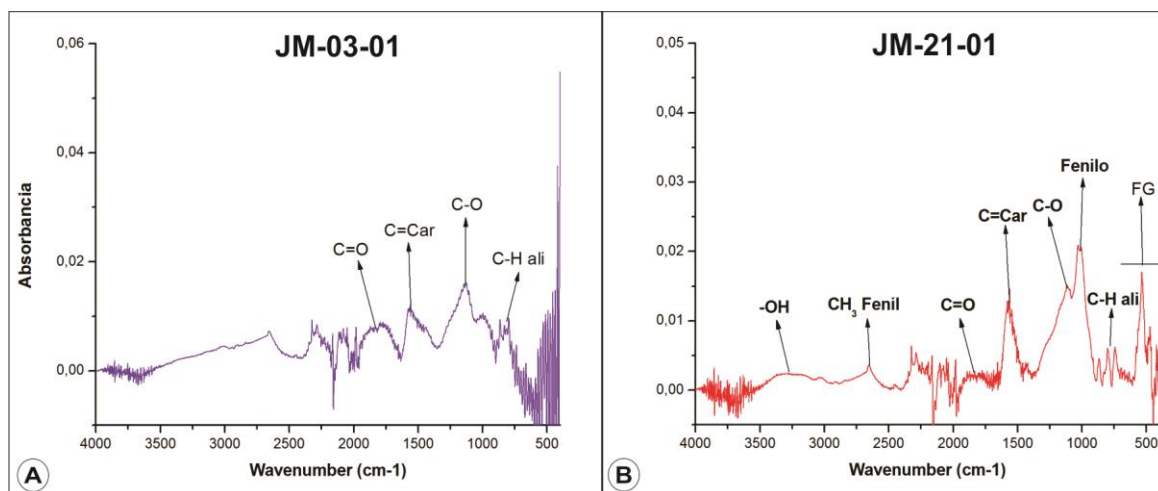 JM-03-01
0,06
0,04
0,02
0,00
Absorbancia
C=O
C=Car
C-O
C-H ali
4000 3500 3000 2500 2000 1500 1000 500
Wavenumber (cm-1)
A
JM-21-01
0,05
0,04
0,03
0,02
0,01
0,00
-OH
CH₃ Fenil
C=O
C=Car
C-O
Fenilo
C-H ali
FG
4000 3500 3000 2500 2000 1500 1000 500
Wavenumber (cm-1)
B